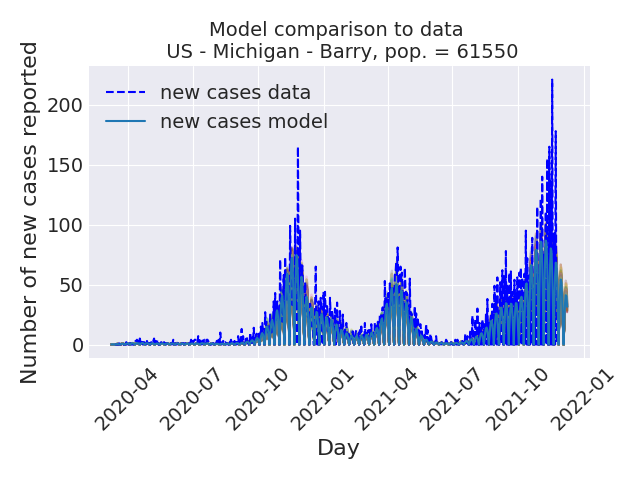 Model comparison to data
US - Michigan - Barry, pop. = 61550
Number of new cases reported
200
150
100
50
0
new cases data
new cases model
2020-04
2020-07
2020-10
2021-01
2021-04
2021-07
2021-10
2022-01
Day